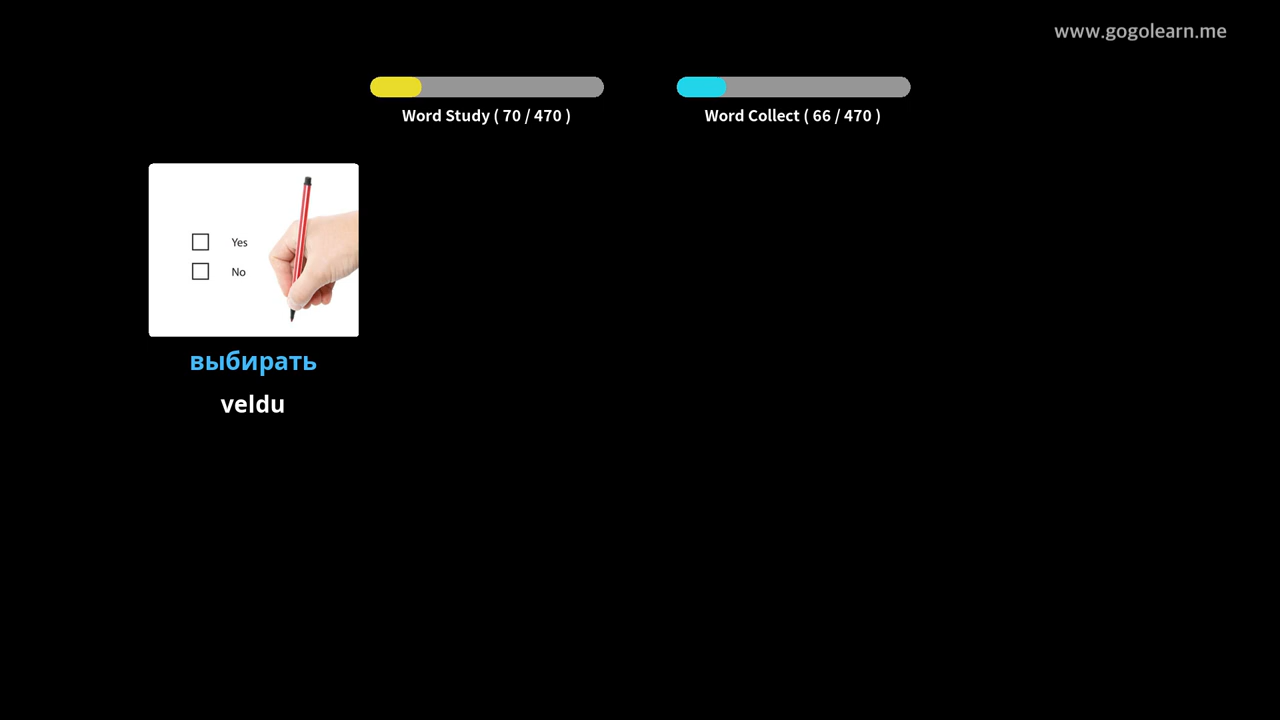 www.gogolearn.me
Word Study ( 70 / 470 )
Word Collect ( 66 / 470 )
Yes
No
выбирать
veldu